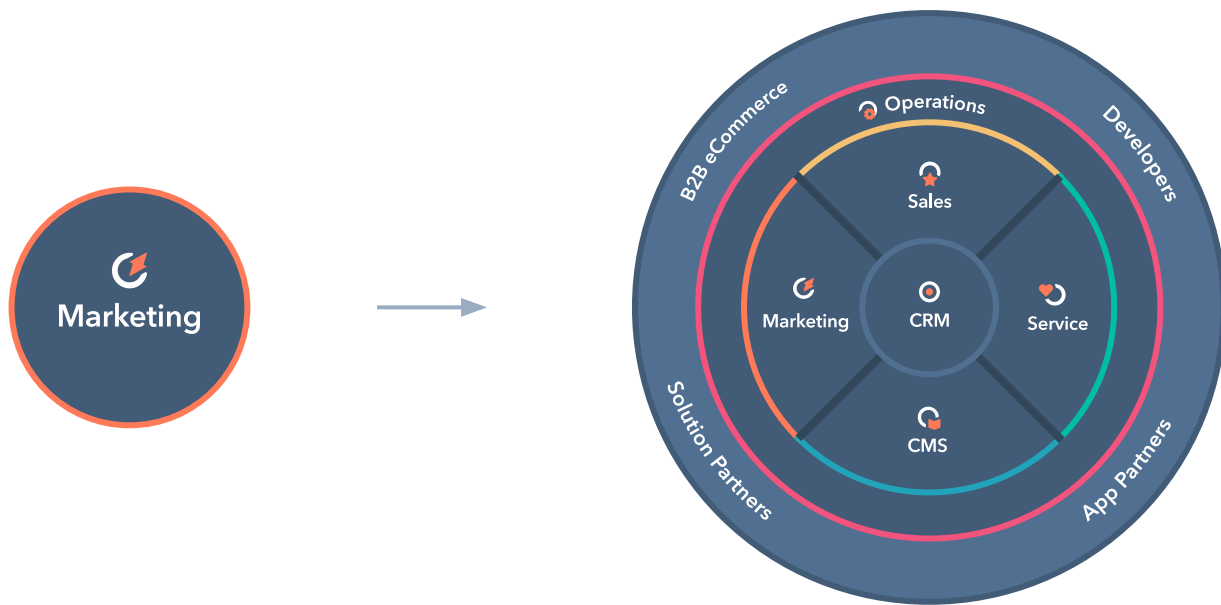 Marketing
B2B eCommerce
Developers
Operations
Sales
Marketing
CRM
Service
CMS
Solution Partners
App Partners